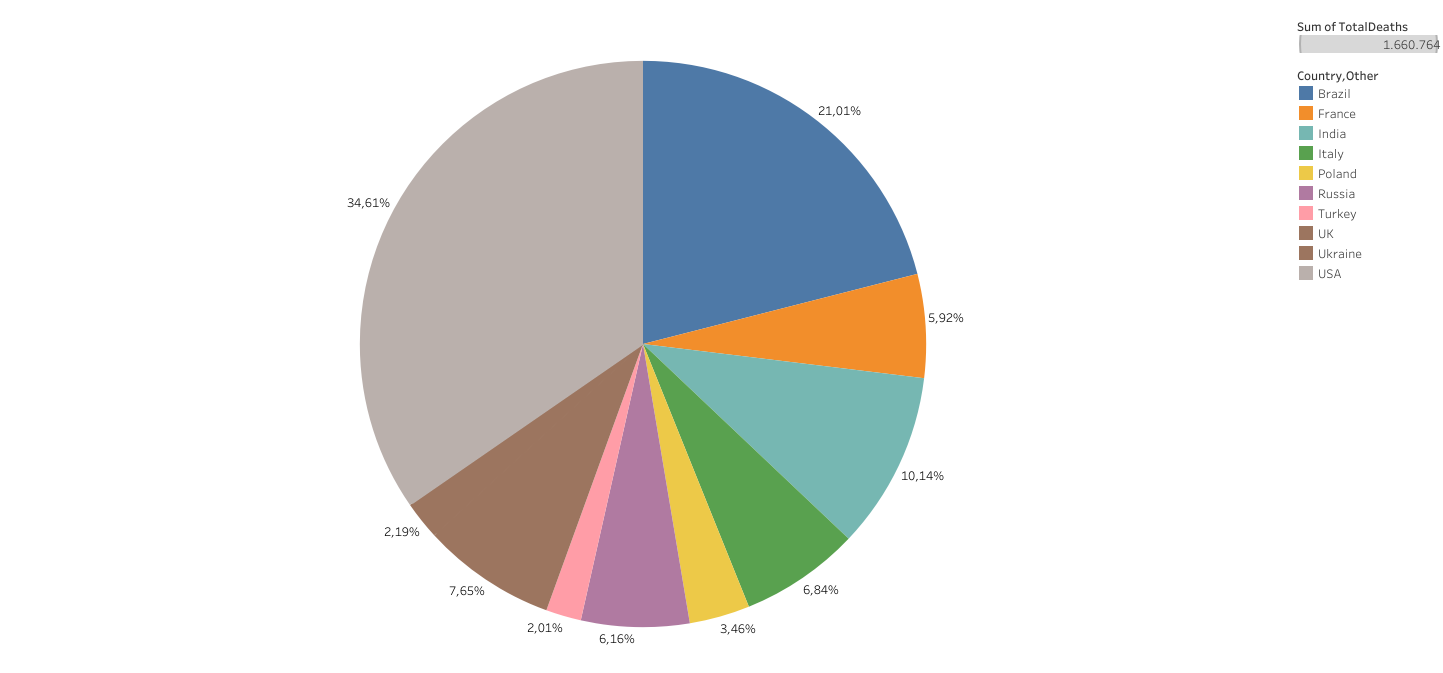 Sum of TotalDeaths
1.660.764
Country,Other
Brazil
France
India
Italy
Poland
Russia
Turkey
UK
Ukraine
USA
21,01%
5,92%
10,14%
6,84%
3,46%
6,16%
2,01%
7,65%
2,19%
34,61%